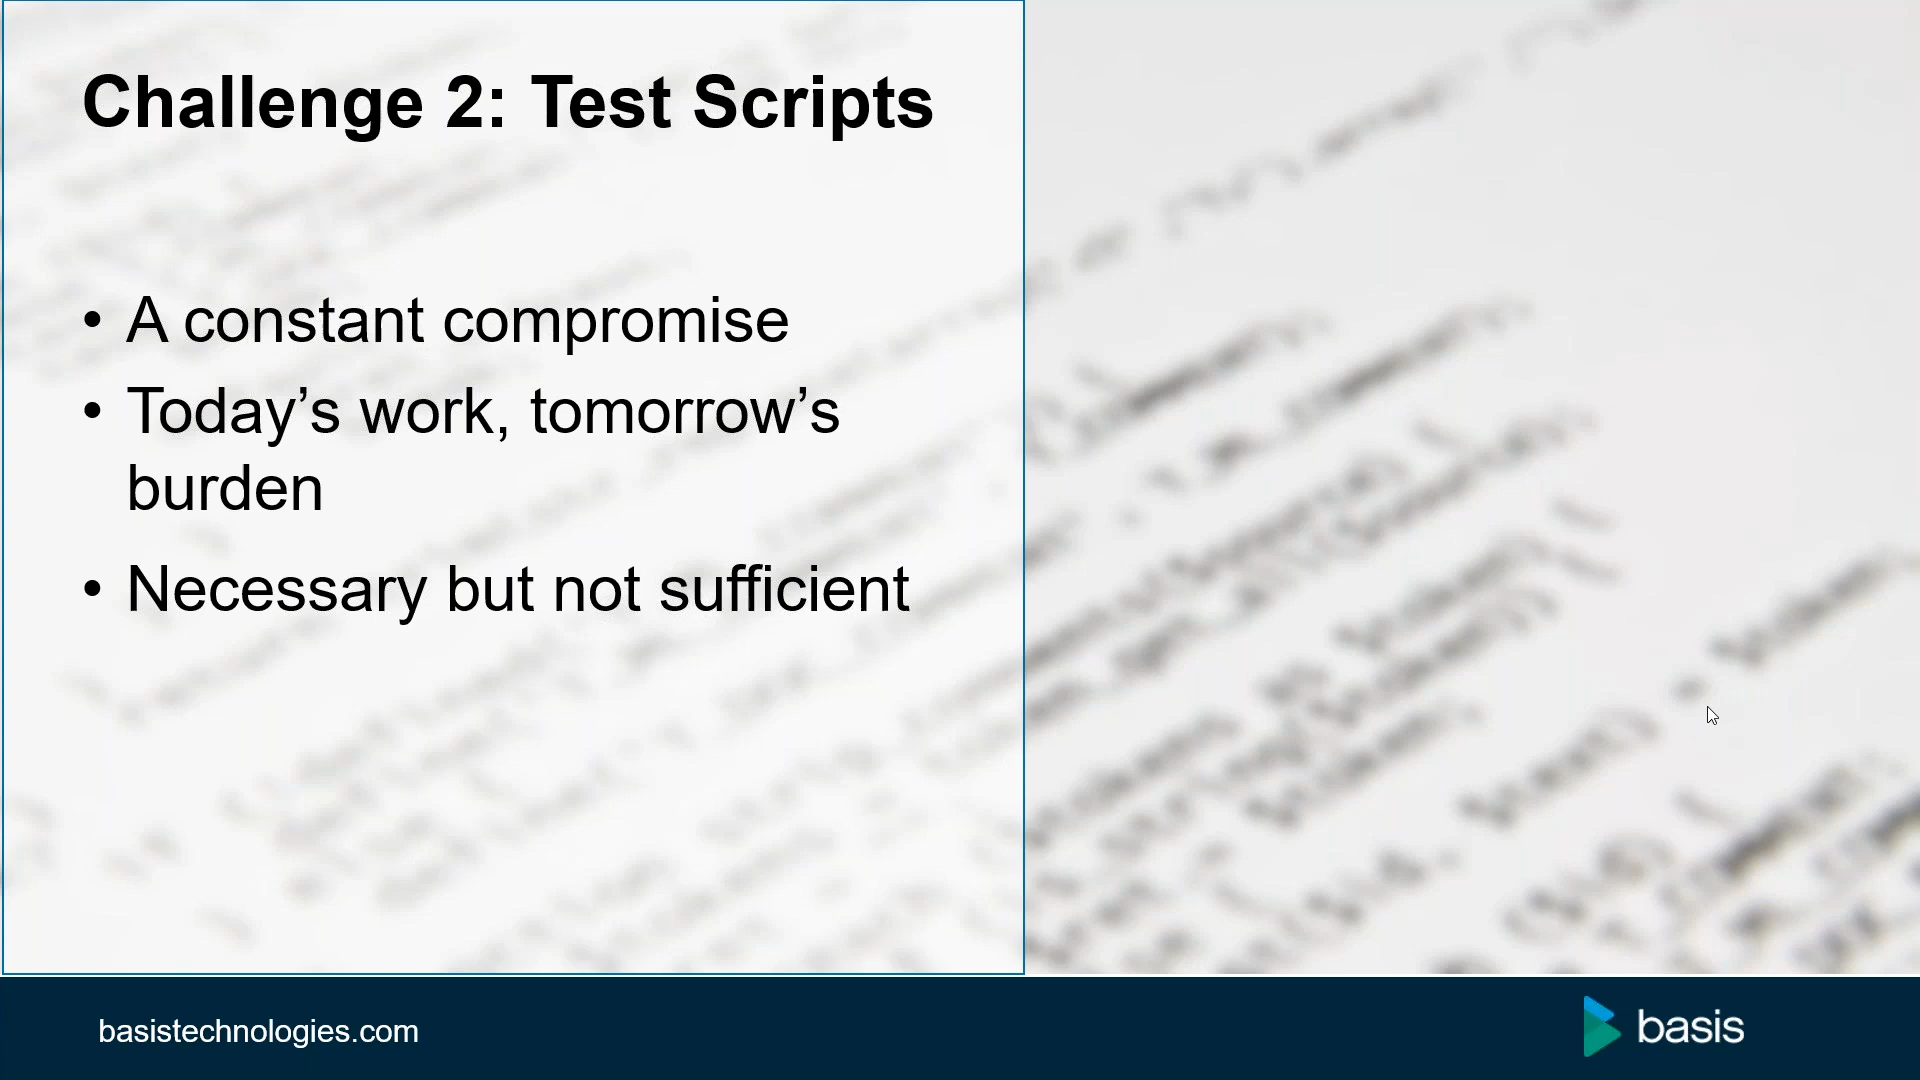 Challenge 2: Test Scripts
• A constant compromise
• Today’s work, tomorrow’s
burden
• Necessary but not sufficient
basistechnologies.com
basis